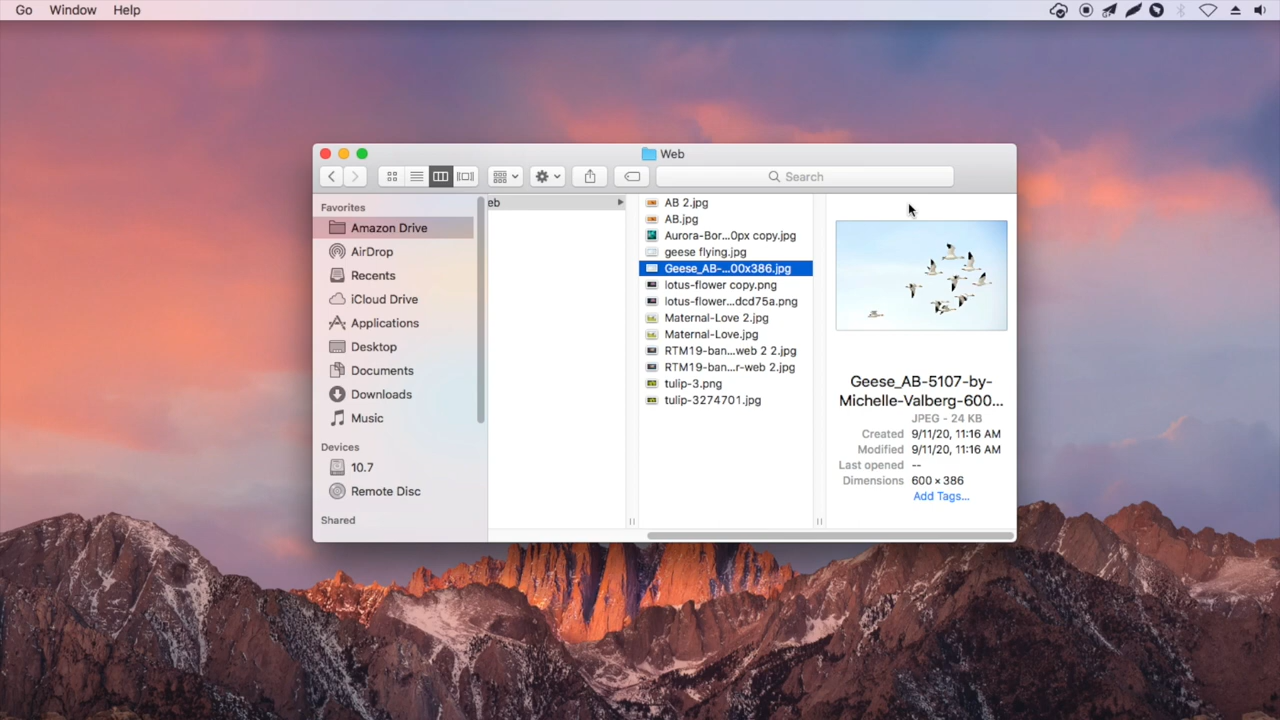 Go Window Help
Web
Search
Favorites
Amazon Drive
AirDrop
Recents
iCloud Drive
Applications
Desktop
Documents
Downloads
Music
Devices
10.7
Remote Disc
Shared
eb
AB 2.jpg
AB.jpg
Aurora-Bor...0px copy.jpg
geese flying.jpg
Geese_AB-...00x386.jpg
lotus-flower copy.png
lotus-flower...dcd75a.png
Maternal-Love 2.jpg
Maternal-Love.jpg
RTM19-ban...web 2 2.jpg
RTM19-ban...r-web 2.jpg
tulip-3.png
tulip-3274701.jpg
Geese_AB-5107-by-
Michelle-Valberg-600...
JPEG - 24 KB
Created 9/11/20, 11:16 AM
Modified 9/11/20, 11:16 AM
Last opened --
Dimensions 600 × 386
Add Tags...